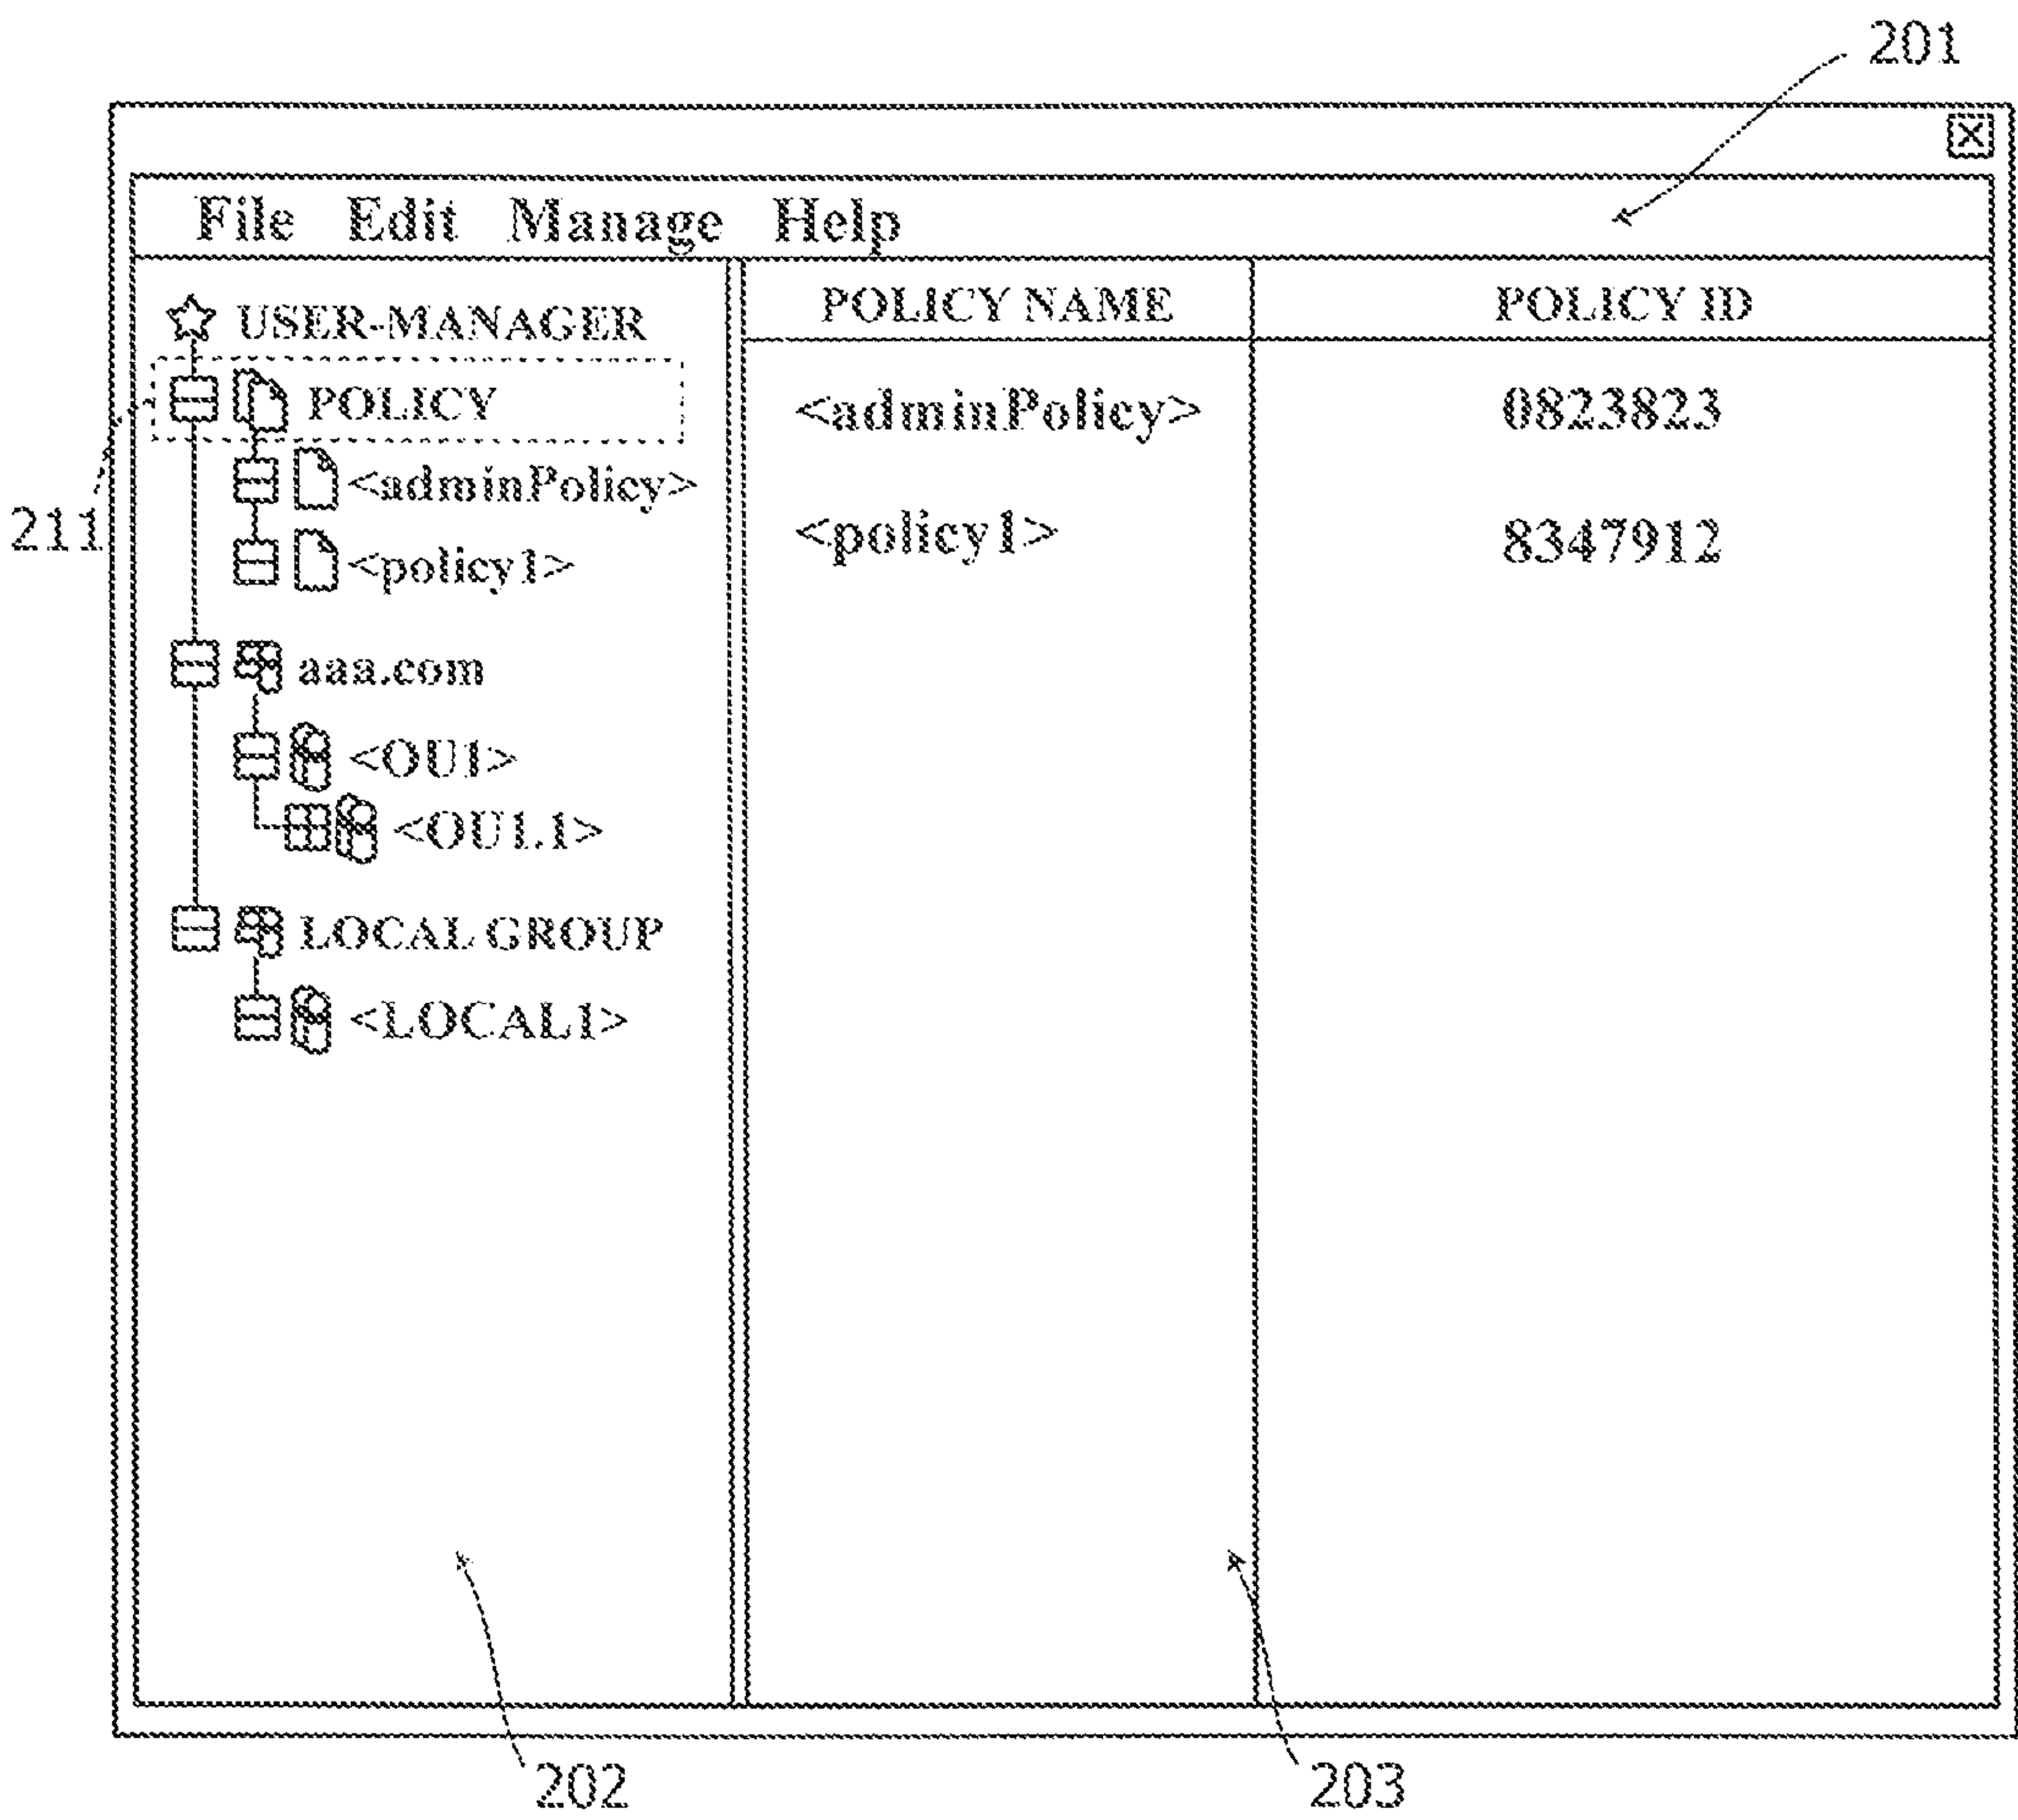 201
File Edit Manage Help
USER-MANAGER
POLICY
<adminPolicy>
<policy1>
aaa.com
<OU1>
<OU1.1>
LOCAL GROUP
<LOCAL1>
POLICY NAME POLICY ID
<adminPolicy> 0823823
<policy1> 8347912
211
202
203